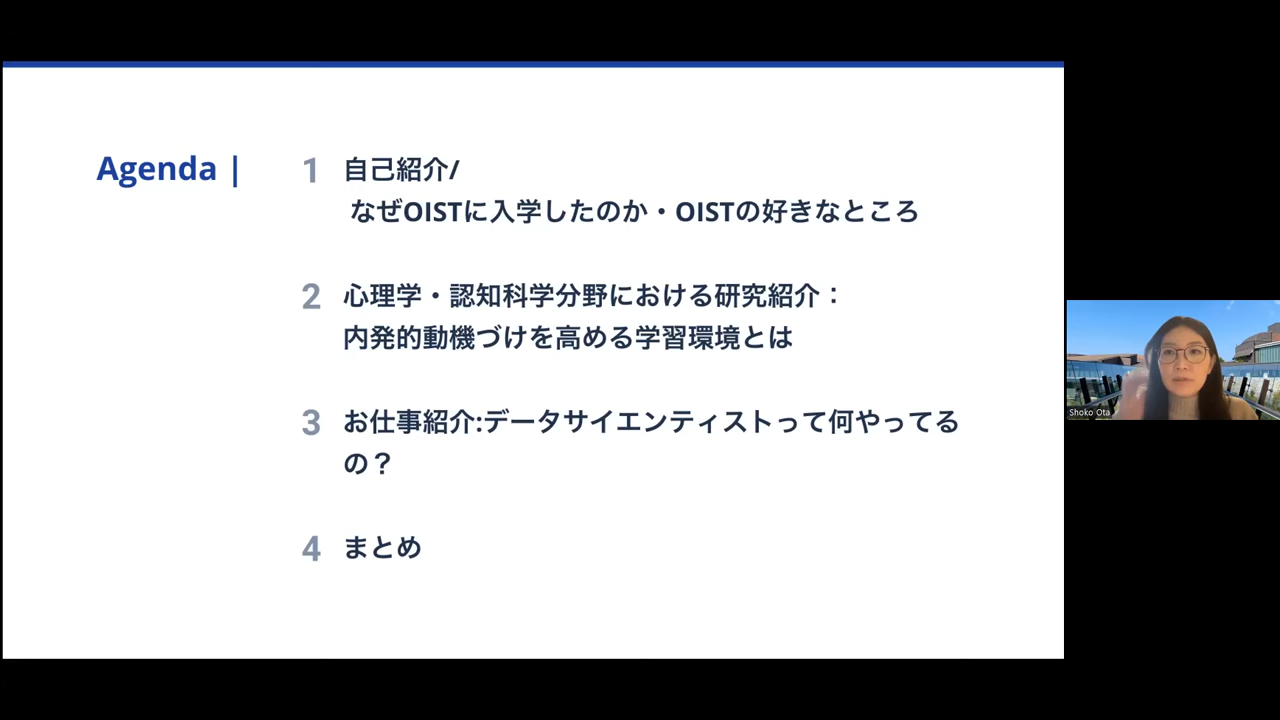 Agenda |
1 自己紹介/
なぜOISTに入学したのか・OISTの好きなところ
2 心理学・認知科学分野における研究紹介：
内発的動機づけを高める学習環境とは
3 お仕事紹介:データサイエンティストって何やってる
の？
4 まとめ
Shoko Ota